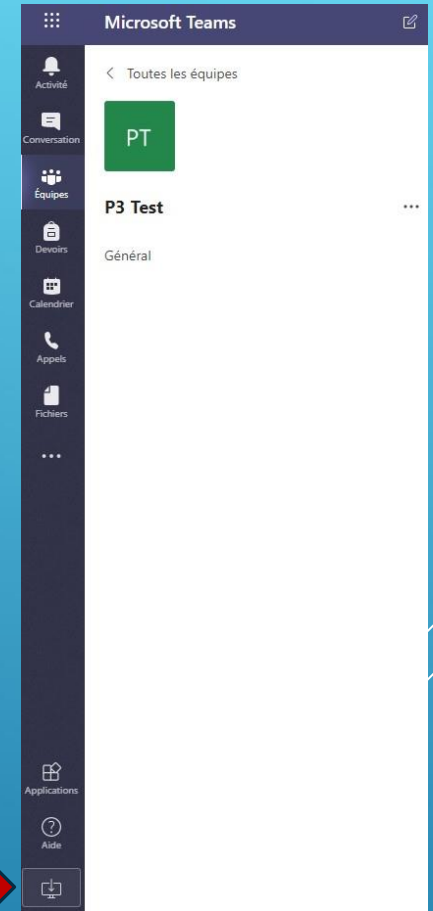 Microsoft Teams
Activité
Toutes les équipes
Conversation
PT
Équipes
P3 Test
Devoirs
Général
Calendrier
Appels
Fichiers
Applications
Aide